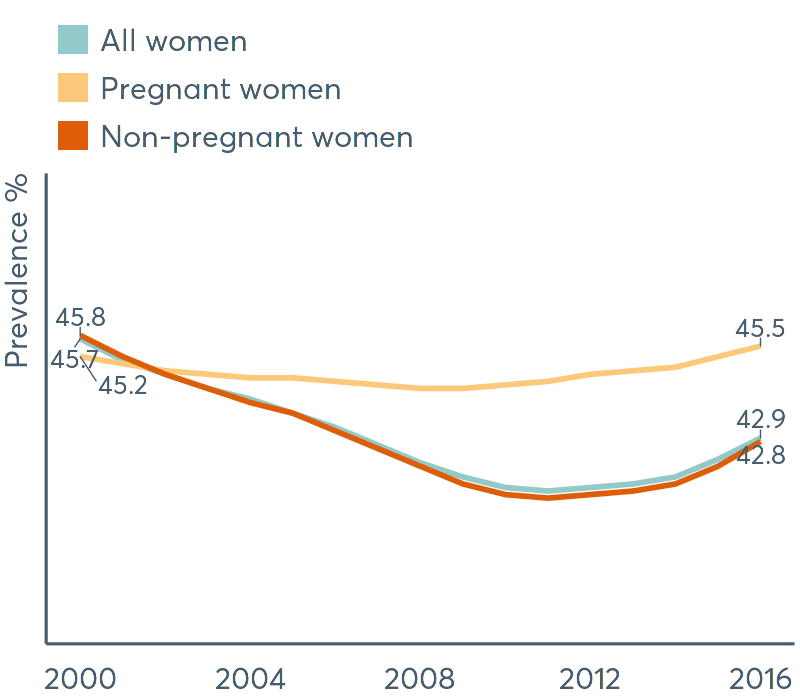 All women
Pregnant women
Non-pregnant women
Prevalence %
45.8
45.7
45.2
45.5
42.9
42.8
2000 2004 2008 2012 2016